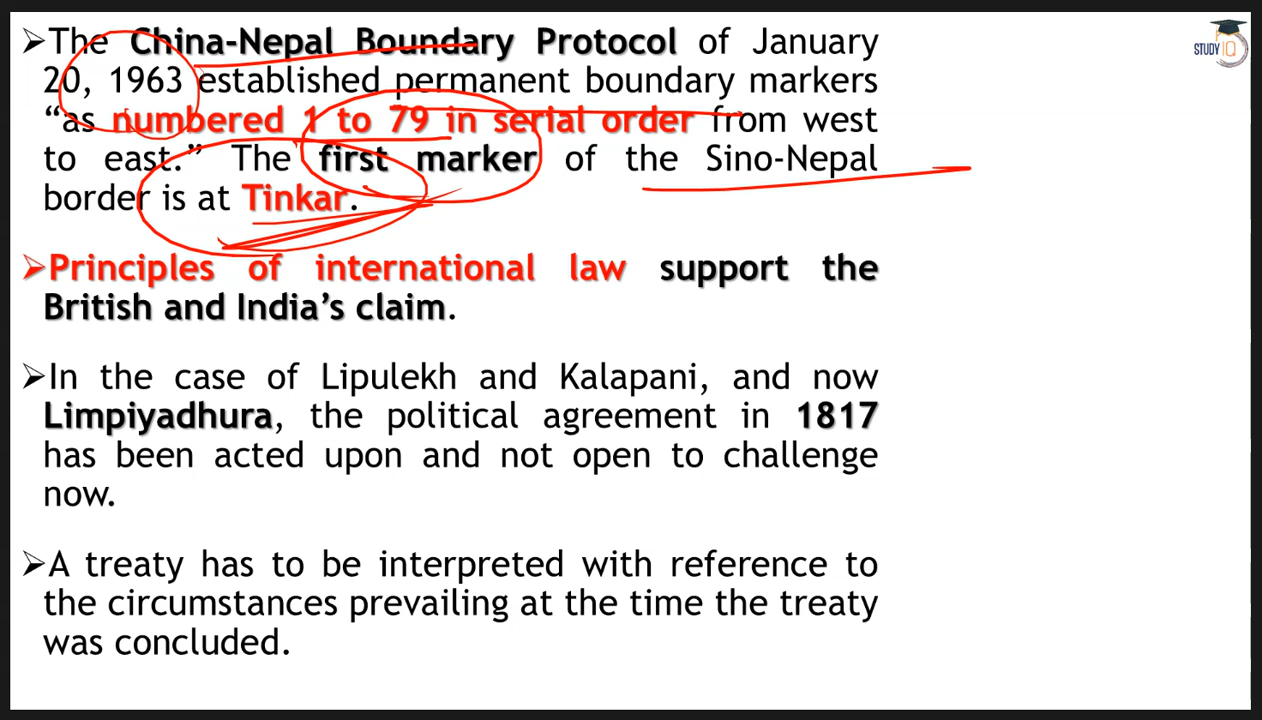 ➢The China-Nepal Boundary Protocol of January
20, 1963 established permanent boundary markers
“as numbered 1 to 79 in serial order from west
to east.” The first marker of the Sino-Nepal
border is at Tinkar.
➢Principles of international law support the
British and India’s claim.
➢In the case of Lipulekh and Kalapani, and now
Limpiyadhura, the political agreement in 1817
has been acted upon and not open to challenge
now.
➢A treaty has to be interpreted with reference to
the circumstances prevailing at the time the treaty
was concluded.
STUDY IQ